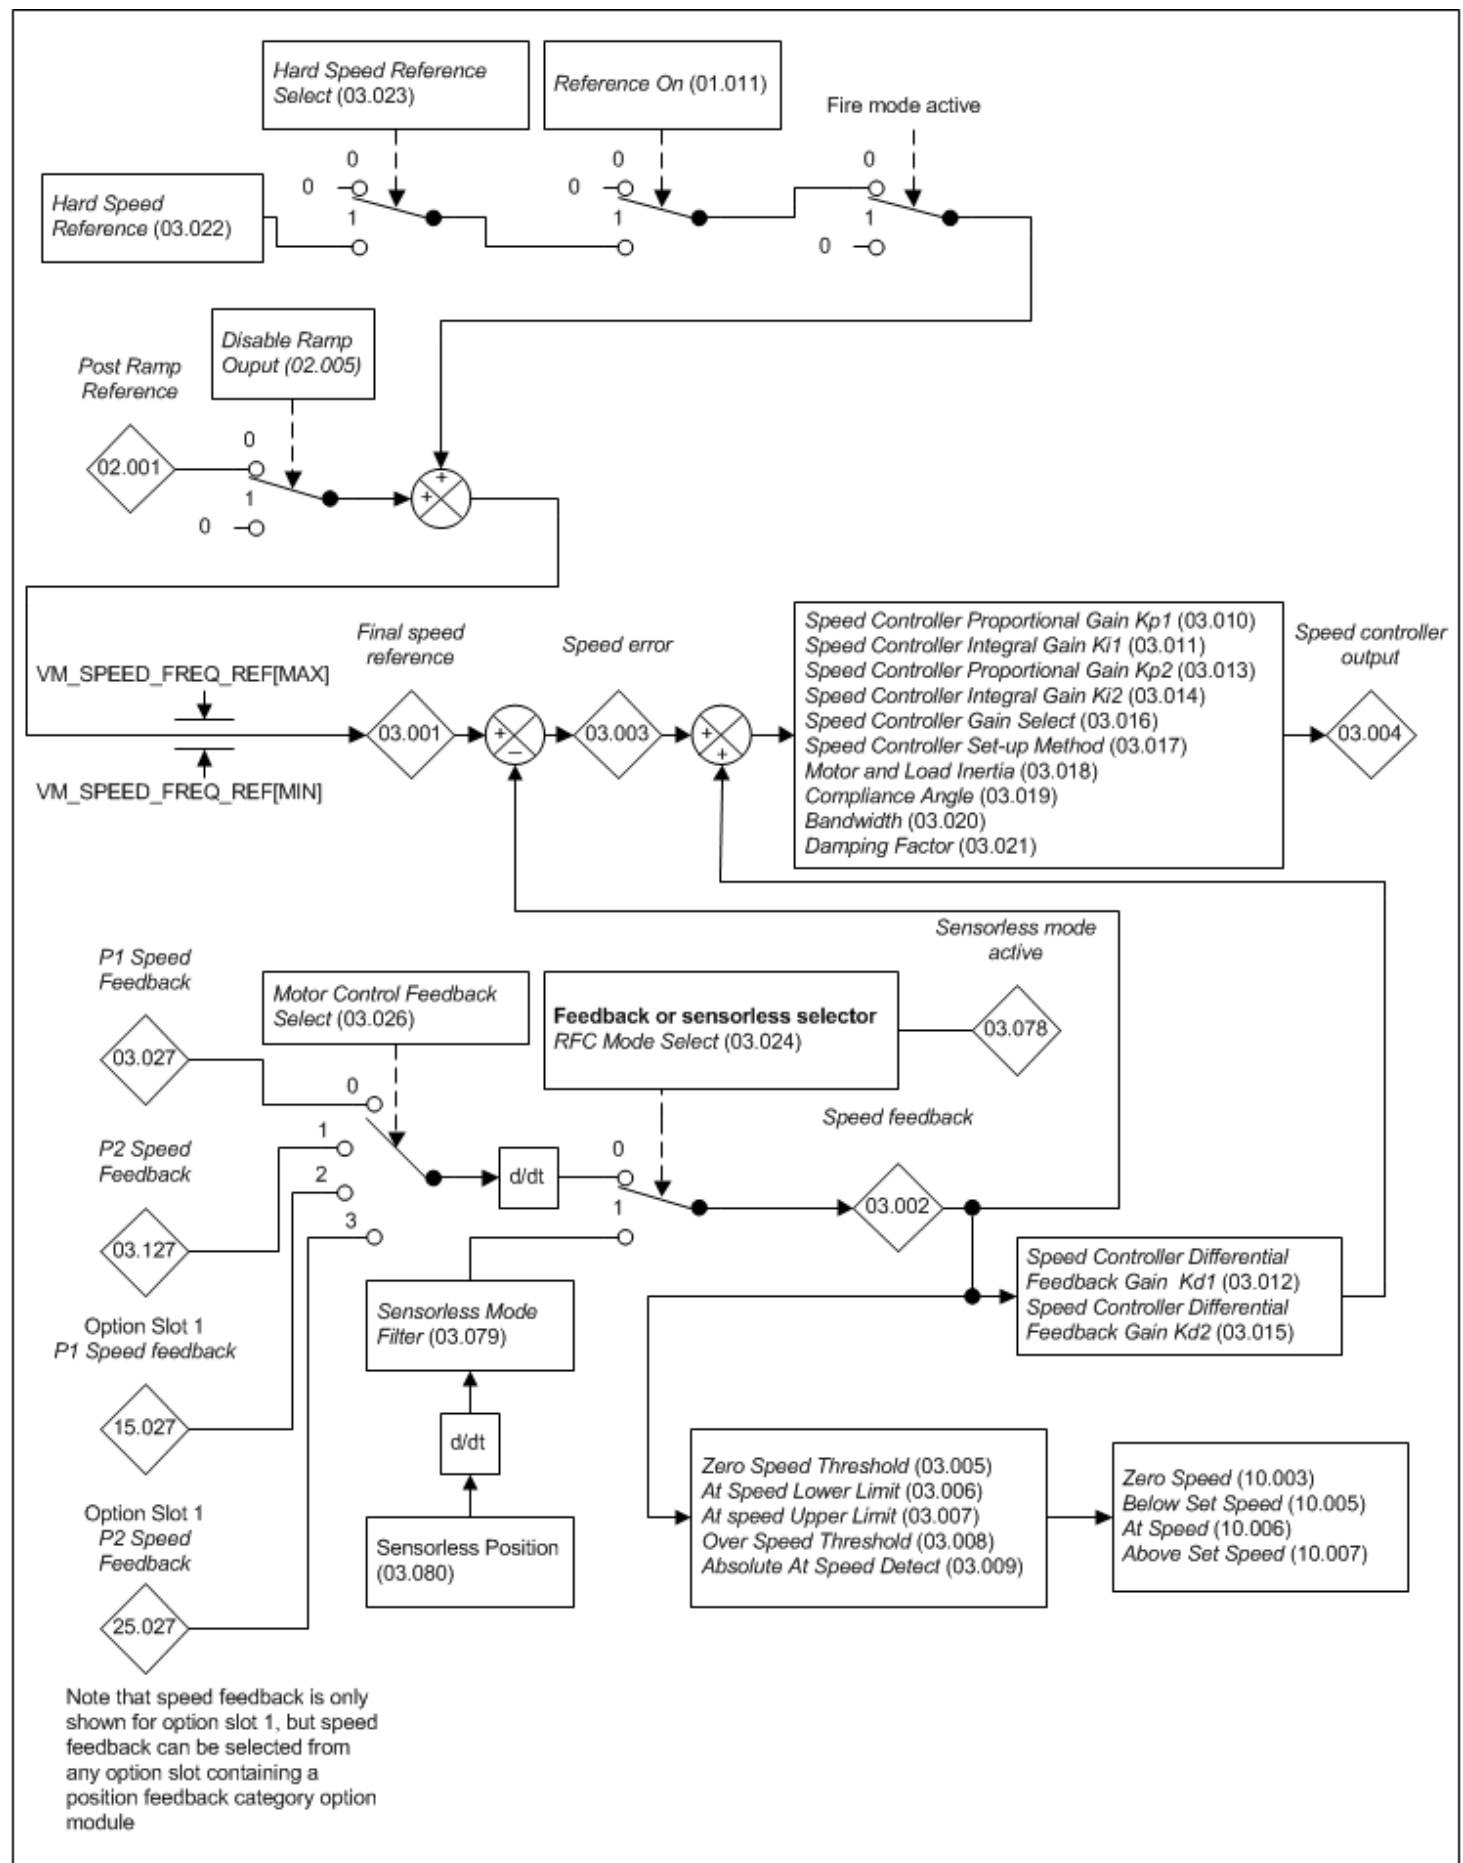 Hard Speed Reference
Select (03.023)
Reference On (01.011)
Fire mode active
0
0
0
0
0
Hard Speed
Reference (03.022)
1
1
1
0
Disable Ramp
Ouput (02.005)
Post Ramp
Reference
0
02.001
+
+
1
0
Speed Controller Proportional Gain Kp1 (03.010)
Speed Controller Integral Gain Ki1 (03.011)
Speed Controller Proportional Gain Kp2 (03.013)
Speed Controller Integral Gain Ki2 (03.014)
Speed Controller Gain Select (03.016)
Speed Controller Set-up Method (03.017)
Motor and Load Inertia (03.018)
Compliance Angle (03.019)
Bandwidth (03.020)
Damping Factor (03.021)
Final speed
reference
Speed error
Speed controller
output
VM_SPEED_FREQ_REF[MAX]
03.001
+
–
03.003
+
+
03.004
VM_SPEED_FREQ_REF[MIN]
Sensorless mode
active
P1 Speed
Feedback
Motor Control Feedback
Select (03.026)
Feedback or sensorless selector
RFC Mode Select (03.024)
03.078
03.027
0
Speed feedback
1
P2 Speed
Feedback
0
2
d/dt
03.002
1
3
03.127
Speed Controller Differential
Feedback Gain Kd1 (03.012)
Speed Controller Differential
Feedback Gain Kd2 (03.015)
Sensorless Mode
Filter (03.079)
Option Slot 1
P1 Speed feedback
15.027
d/dt
Zero Speed Threshold (03.005)
At Speed Lower Limit (03.006)
At speed Upper Limit (03.007)
Over Speed Threshold (03.008)
Absolute At Speed Detect (03.009)
Zero Speed (10.003)
Below Set Speed (10.005)
At Speed (10.006)
Above Set Speed (10.007)
Option Slot 1
P2 Speed
Feedback
Sensorless Position
(03.080)
25.027
Note that speed feedback is only
shown for option slot 1, but speed
feedback can be selected from
any option slot containing a
position feedback category option
module